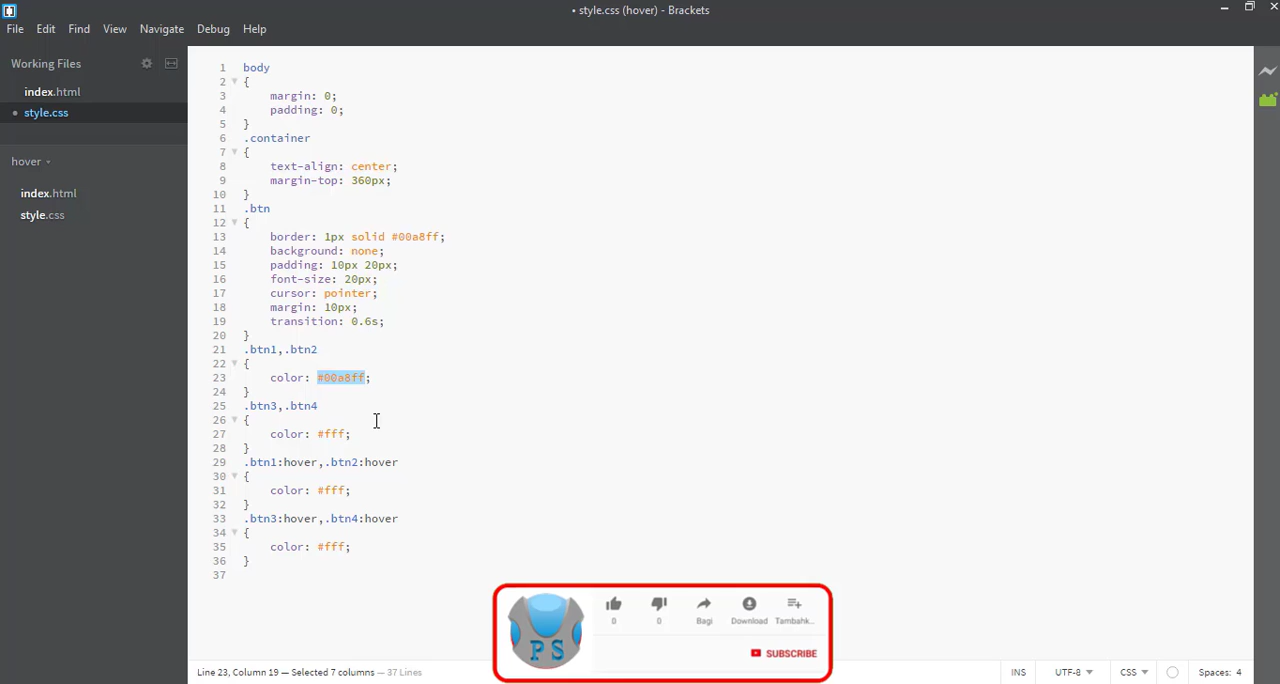 • style.css (hover) - Brackets
File Edit Find View Navigate Debug Help
Working Files
index.html
• style.css
hover
index.html
style.css
1 body
2 {
3 margin: 0;
4 padding: 0;
5 }
6 .container
7 {
8 text-align: center;
9 margin-top: 360px;
10 }
11 .btn
12 {
13 border: 1px solid #00a8ff;
14 background: none;
15 padding: 10px 20px;
16 font-size: 20px;
17 cursor: pointer;
18 margin: 10px;
19 transition: 0.6s;
20 }
21 .btn1,.btn2
22 {
23 color: #00a8ff;
24 }
25 .btn3,.btn4
26 {
27 color: #fff;
28 }
29 .btn1:hover,.btn2:hover
30 {
31 color: #fff;
32 }
33 .btn3:hover,.btn4:hover
34 {
35 color: #fff;
36 }
37
PS
0 0 Bagi Download Tambahk...
SUBSCRIBE
Line 23, Column 19 — Selected 7 columns — 37 Lines
INS UTF-8 CSS Spaces: 4